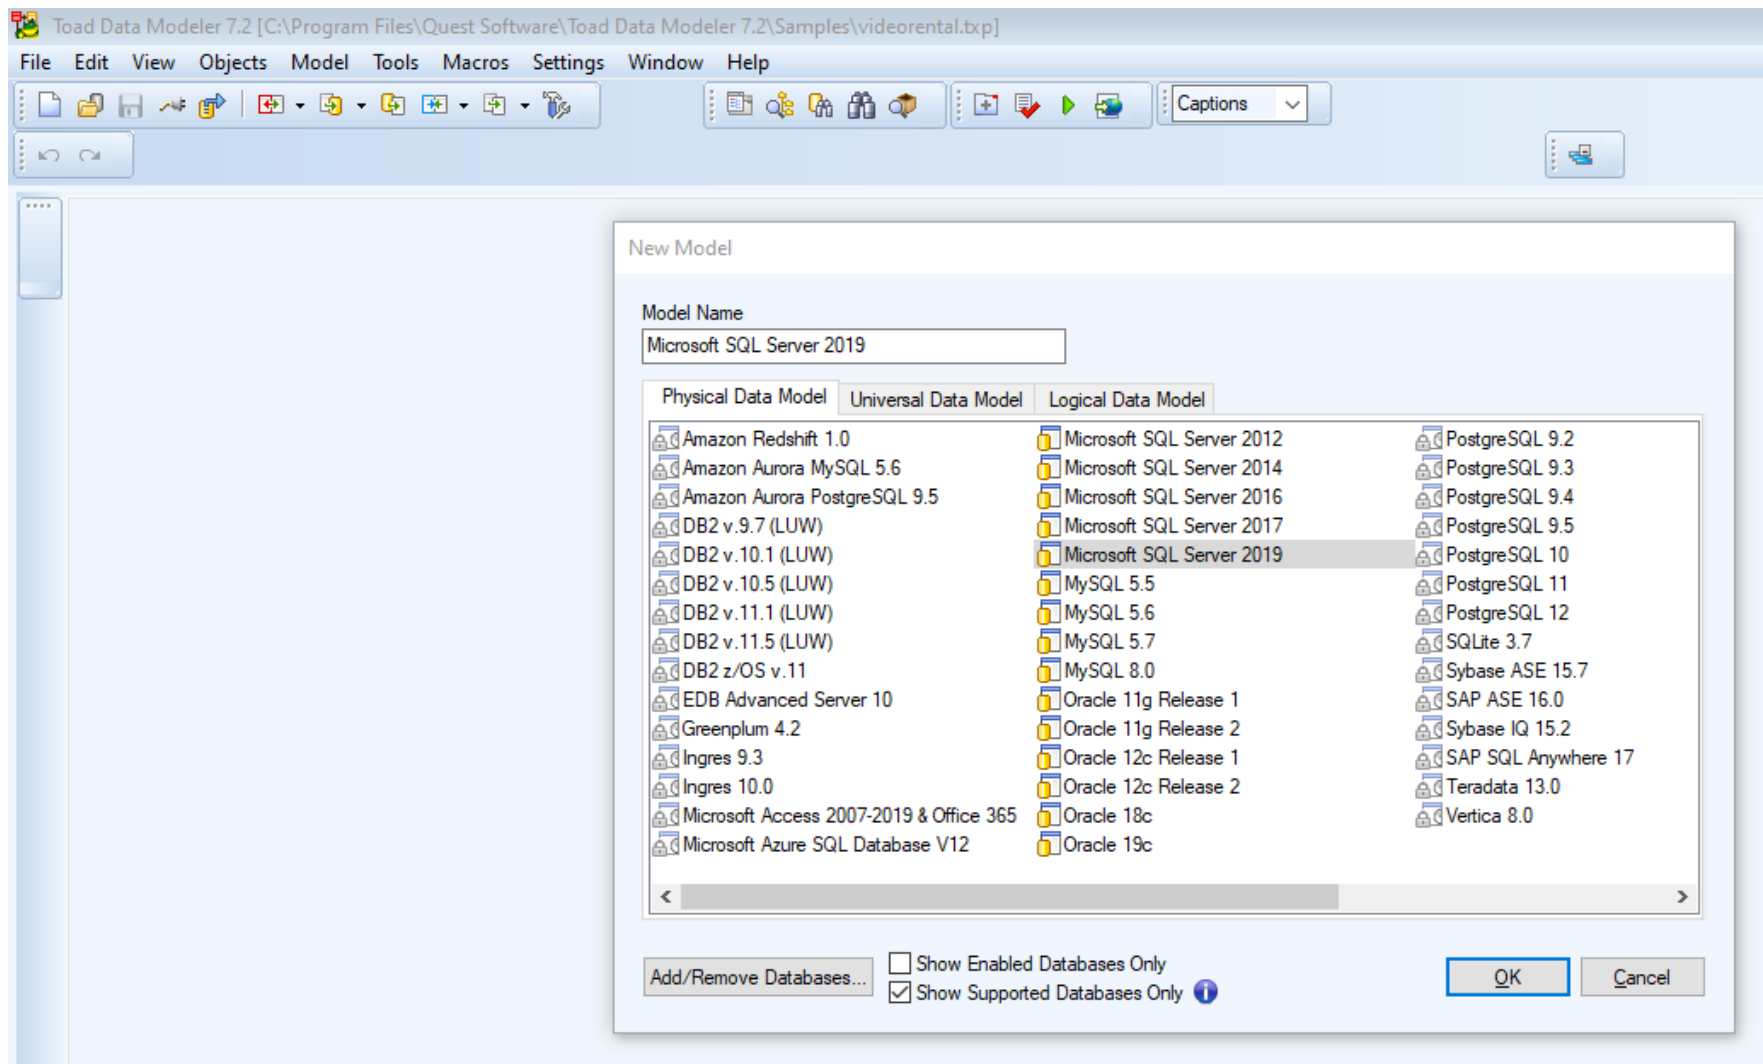 Toad Data Modeler 7.2 [C:\Program Files\Quest Software\Toad Data Modeler 7.2\Samples\videorental.txp]
File Edit View Objects Model Tools Macros Settings Window Help
Captions
New Model
Model Name
Microsoft SQL Server 2019
Physical Data Model Universal Data Model Logical Data Model
Amazon Redshift 1.0
Amazon Aurora MySQL 5.6
Amazon Aurora PostgreSQL 9.5
DB2 v.9.7 (LUW)
DB2 v.10.1 (LUW)
DB2 v.10.5 (LUW)
DB2 v.11.1 (LUW)
DB2 v.11.5 (LUW)
DB2 z/OS v.11
EDB Advanced Server 10
Greenplum 4.2
Ingres 9.3
Ingres 10.0
Microsoft Access 2007-2019 & Office 365
Microsoft Azure SQL Database V12
Microsoft SQL Server 2012
Microsoft SQL Server 2014
Microsoft SQL Server 2016
Microsoft SQL Server 2017
Microsoft SQL Server 2019
MySQL 5.5
MySQL 5.6
MySQL 5.7
MySQL 8.0
Oracle 11g Release 1
Oracle 11g Release 2
Oracle 12c Release 1
Oracle 12c Release 2
Oracle 18c
Oracle 19c
PostgreSQL 9.2
PostgreSQL 9.3
PostgreSQL 9.4
PostgreSQL 9.5
PostgreSQL 10
PostgreSQL 11
PostgreSQL 12
SQLite 3.7
Sybase ASE 15.7
SAP ASE 16.0
Sybase IQ 15.2
SAP SQL Anywhere 17
Teradata 13.0
Vertica 8.0
Add/Remove Databases...
Show Enabled Databases Only
Show Supported Databases Only
OK
Cancel